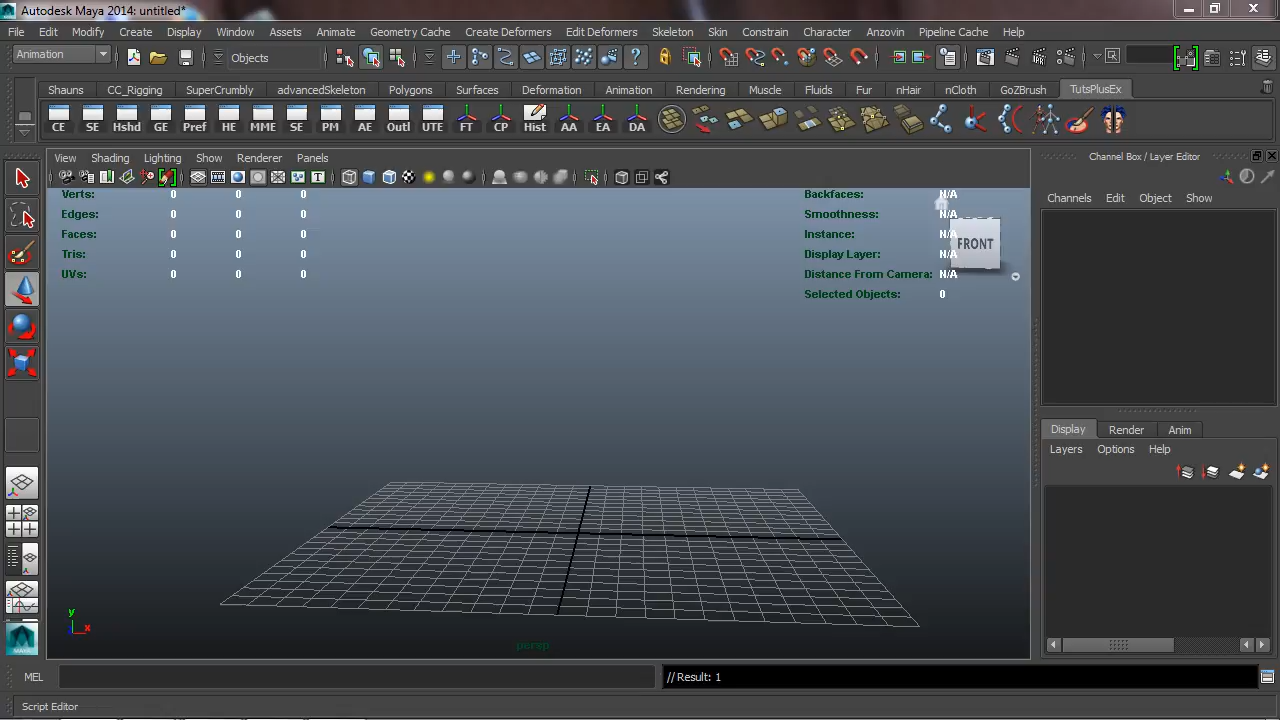 Autodesk Maya 2014: untitled*
File Edit Modify Create Display Window Assets Animate Geometry Cache Create Deformers Edit Deformers Skeleton Skin Constrain Character Anzovin Pipeline Cache Help
Animation Objects
Shauns CC_Rigging SuperCrumbly advancedSkeleton Polygons Surfaces Deformation Animation Rendering Muscle Fluids Fur nHair nCloth GoZBrush TutsPlusEx
CE SE Hshd GE Pref HE MME SE PM AE Outl UTE FT CP Hist AA EA DA
View Shading Lighting Show Renderer Panels
Channel Box / Layer Editor
Channels Edit Object Show
Verts: 0 0 0
Edges: 0 0 0
Faces: 0 0 0
Tris: 0 0 0
UVs: 0 0 0
Backfaces: N/A
Smoothness: N/A
Instance: N/A
Display Layer: N/A
Distance From Camera: N/A
Selected Objects: 0
FRONT
Display Render Anim
Layers Options Help
y
x
persp
MEL // Result: 1
Script Editor